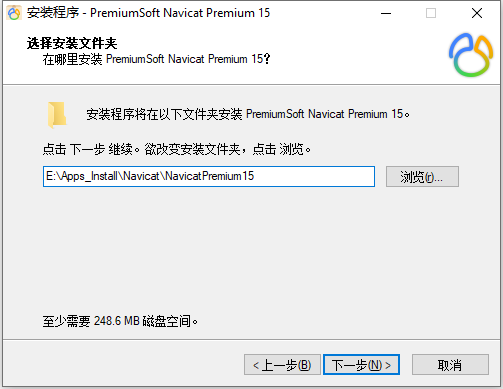 安装程序 - PremiumSoft Navicat Premium 15
选择安装文件夹
在哪里安装 PremiumSoft Navicat Premium 15?
安装程序将在以下文件夹安装 PremiumSoft Navicat Premium 15。
点击 下一步 继续。欲改变安装文件夹，点击 浏览。
E:\Apps_Install\Navicat\NavicatPremium15
浏览(r)...
至少需要 248.6 MB 磁盘空间。
< 上一步(B)
下一步(N) >
取消